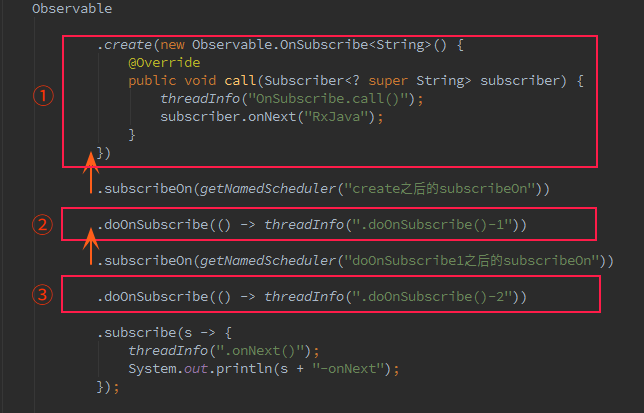 Observable
.create(new Observable.OnSubscribe<String>() {
@Override
① public void call(Subscriber<? super String> subscriber) {
threadInfo("OnSubscribe.call()");
subscriber.onNext("RxJava");
}
})
.subscribeOn(getNamedScheduler("create之后的subscribeOn"))
② .doOnSubscribe(() -> threadInfo(".doOnSubscribe()-1"))
.subscribeOn(getNamedScheduler("doOnSubscribe1之后的subscribeOn"))
③ .doOnSubscribe(() -> threadInfo(".doOnSubscribe()-2"))
.subscribe(s -> {
threadInfo(".onNext()");
System.out.println(s + "-onNext");
});